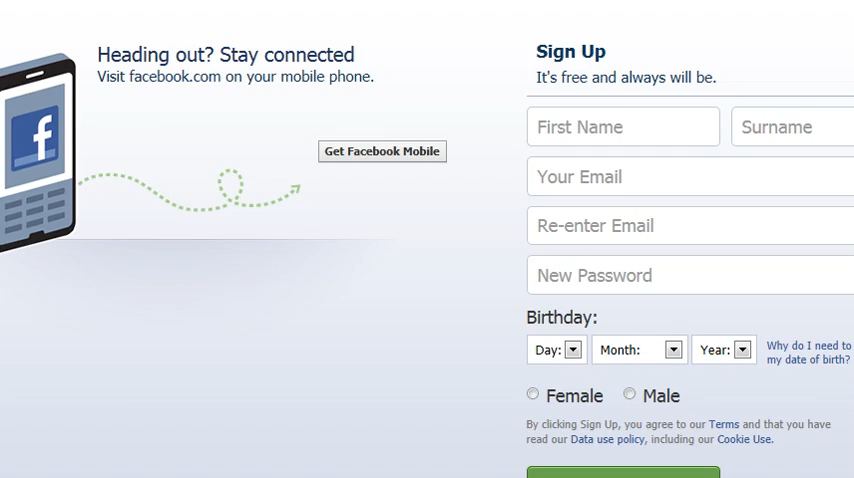 Heading out? Stay connected
Visit facebook.com on your mobile phone.
f
Get Facebook Mobile
Sign Up
It's free and always will be.
First Name
Surname
Your Email
Re-enter Email
New Password
Birthday:
Day:
Month:
Year:
Why do I need to
my date of birth?
Female
Male
By clicking Sign Up, you agree to our Terms and that you have
read our Data use policy, including our Cookie Use.